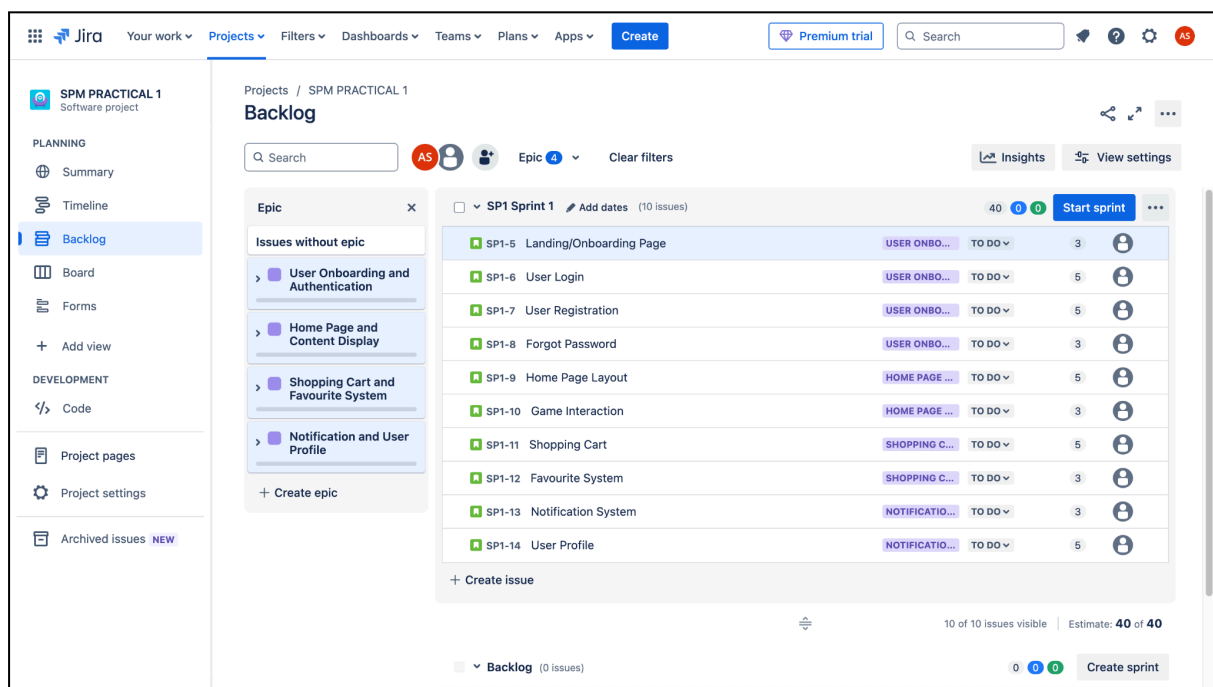 Jira Your work Projects Filters Dashboards Teams Plans Apps Create Premium trial Search AS
SPM PRACTICAL 1
Software project
PLANNING
Summary
Timeline
Backlog
Board
Forms
+ Add view
DEVELOPMENT
Code
Project pages
Project settings
Archived issues NEW
Projects / SPM PRACTICAL 1
Backlog
Search AS Epic 4 Clear filters Insights View settings
Epic
Issues without epic
User Onboarding and
Authentication
Home Page and
Content Display
Shopping Cart and
Favourite System
Notification and User
Profile
+ Create epic
SP1 Sprint 1 Add dates (10 issues) 40 0 0 Start sprint
SP1-5 Landing/Onboarding Page USER ONBO... TO DO 3
SP1-6 User Login USER ONBO... TO DO 5
SP1-7 User Registration USER ONBO... TO DO 5
SP1-8 Forgot Password USER ONBO... TO DO 3
SP1-9 Home Page Layout HOME PAGE ... TO DO 5
SP1-10 Game Interaction HOME PAGE ... TO DO 3
SP1-11 Shopping Cart SHOPPING C... TO DO 5
SP1-12 Favourite System SHOPPING C... TO DO 3
SP1-13 Notification System NOTIFICATIO... TO DO 3
SP1-14 User Profile NOTIFICATIO... TO DO 5
+ Create issue
10 of 10 issues visible Estimate: 40 of 40
Backlog (0 issues) 0 0 0 Create sprint